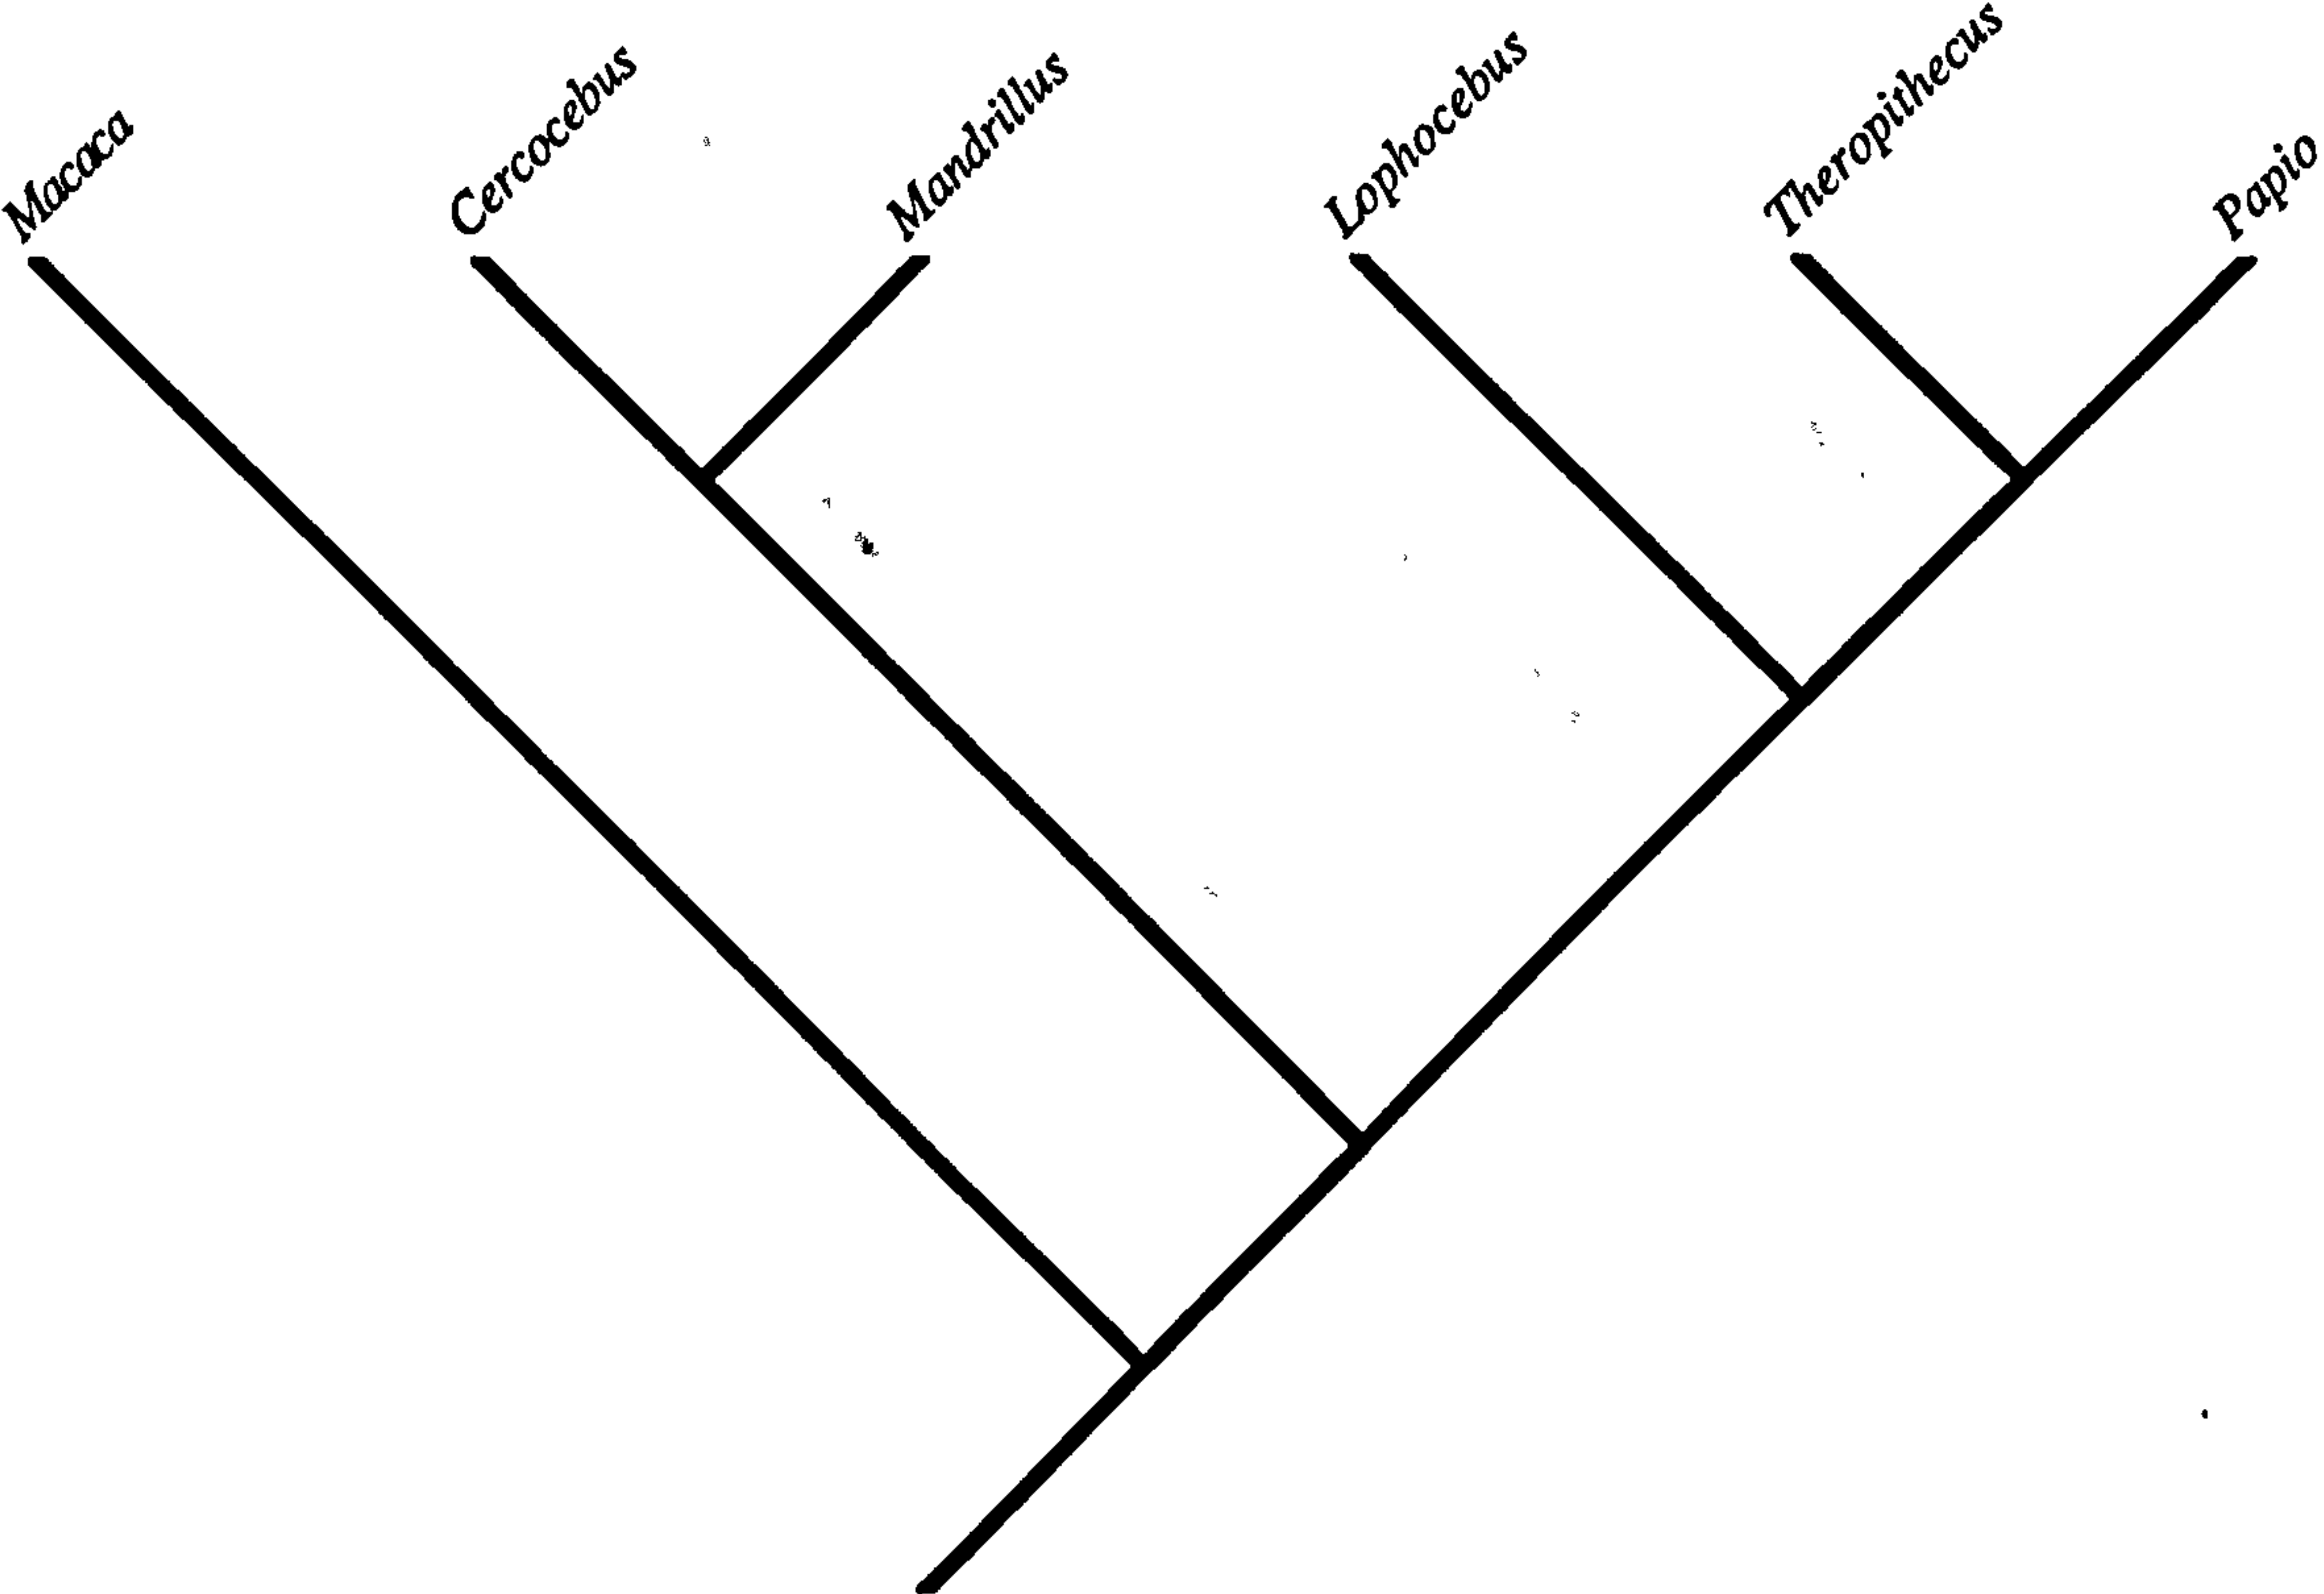 Macaca
Cercocebus
Mandrillus
Lophocebus
Theropithecus
Papio